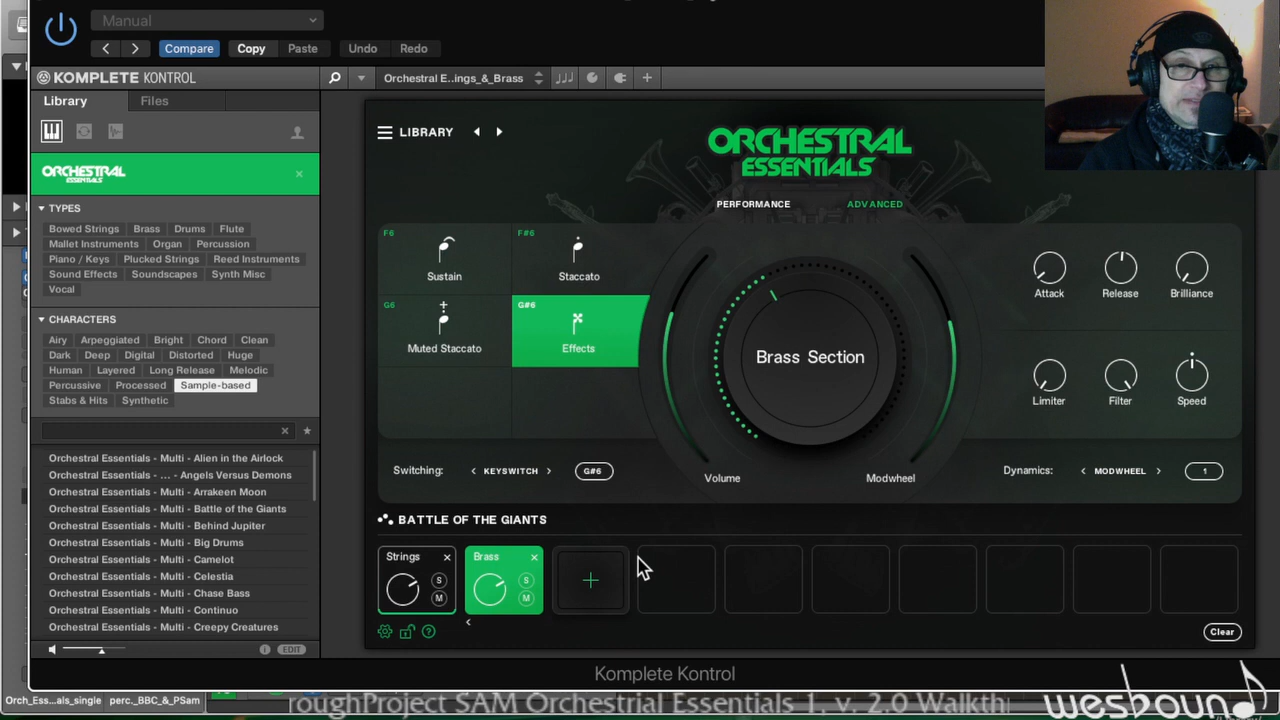 Manual
Compare Copy Paste Undo Redo
KOMPLETE KONTROL
Orchestral E..ings_&_Brass
Library Files
ORCHESTRAL
ESSENTIALS
TYPES
Bowed Strings Brass Drums Flute
Mallet Instruments Organ Percussion
Piano / Keys Plucked Strings Reed Instruments
Sound Effects Soundscapes Synth Misc
Vocal
CHARACTERS
Airy Arpeggiated Bright Chord Clean
Dark Deep Digital Distorted Huge
Human Layered Long Release Melodic
Percussive Processed Sample-based
Stabs & Hits Synthetic
Orchestral Essentials - Multi - Alien in the Airlock
Orchestral Essentials - ... - Angels Versus Demons
Orchestral Essentials - Multi - Arrakeen Moon
Orchestral Essentials - Multi - Battle of the Giants
Orchestral Essentials - Multi - Behind Jupiter
Orchestral Essentials - Multi - Big Drums
Orchestral Essentials - Multi - Camelot
Orchestral Essentials - Multi - Celestia
Orchestral Essentials - Multi - Chase Bass
Orchestral Essentials - Multi - Continuo
Orchestral Essentials - Multi - Creepy Creatures
EDIT
LIBRARY
ORCHESTRAL
ESSENTIALS
PERFORMANCE ADVANCED
F6 Sustain
F#6 Staccato
G6 Muted Staccato
G#6 Effects
Brass Section
Attack Release Brilliance
Limiter Filter Speed
Switching: KEYSWITCH G#6
Volume Modwheel
Dynamics: MODWHEEL 1
BATTLE OF THE GIANTS
Strings S M
Brass S M
Clear
Komplete Kontrol
Orch_Ess...als_single perc._BBC_&_PSam
roughProject SAM Orchestrial Essentials 1, v. 2.0 Walkth
wesboun